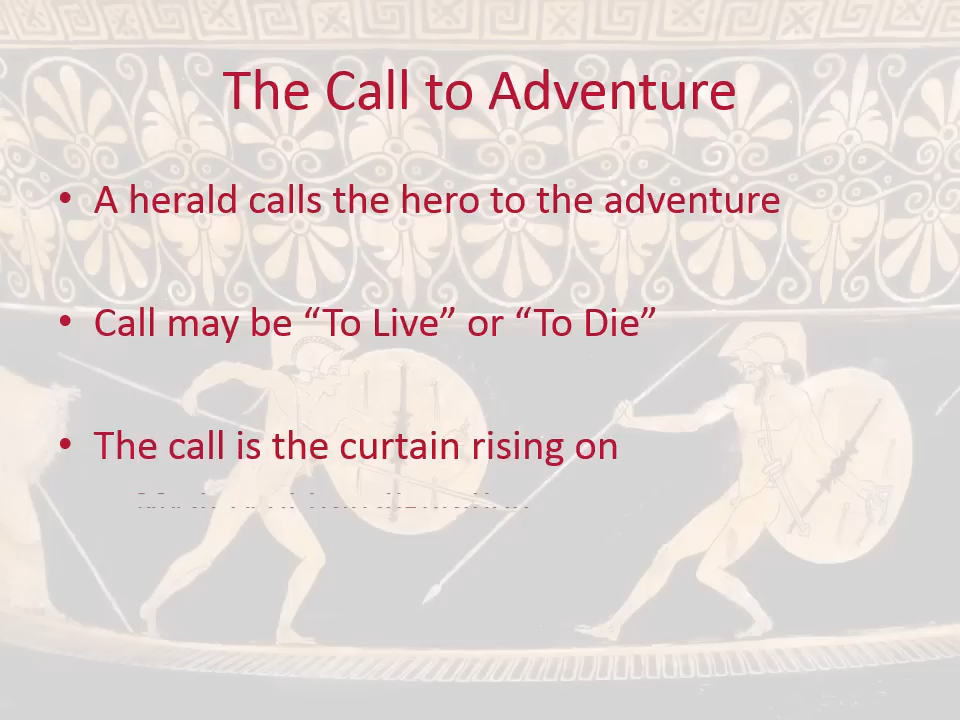 The Call to Adventure
• A herald calls the hero to the adventure
• Call may be “To Live” or “To Die”
• The call is the curtain rising on